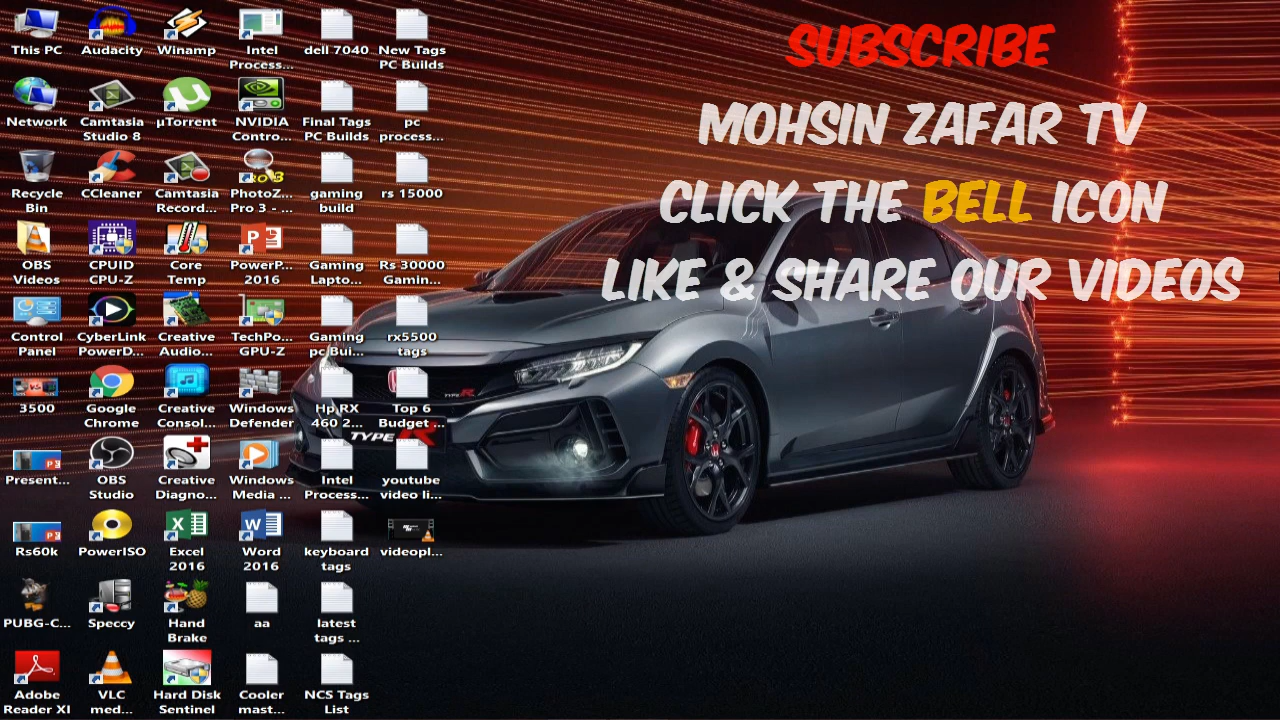 This PC
Audacity
Winamp
Intel
Process...
dell 7040
New Tags
PC Builds
Network
Camtasia
Studio 8
µTorrent
NVIDIA
Contro...
Final Tags
PC Builds
pc
process...
Recycle
Bin
CCleaner
Camtasia
Record...
PhotoZ...
Pro 3 - ...
gaming
build
rs 15000
OBS
Videos
CPUID
CPU-Z
Core
Temp
PowerP...
2016
Gaming
Lapto...
Rs 30000
Gamin...
Control
Panel
CyberLink
PowerD...
Creative
Audio...
TechPo...
GPU-Z
Gaming
pc Bui...
rx5500
tags
3500
Google
Chrome
Creative
Consol...
Windows
Defender
Hp RX
460 2...
Top 6
Budget ...
Present...
OBS
Studio
Creative
Diagno...
Windows
Media ...
Intel
Process...
youtube
video li...
Rs60k
PowerISO
Excel
2016
Word
2016
keyboard
tags
videopl...
PUBG-C...
Speccy
Hand
Brake
aa
latest
tags ...
Adobe
Reader XI
VLC
med...
Hard Disk
Sentinel
Cooler
mast...
NCS Tags
List
SUBSCRIBE
MOHSIN ZAFAR TV
CLICK THE BELL ICON
LIKE & SHARE OUR VIDEOS
TYPE R